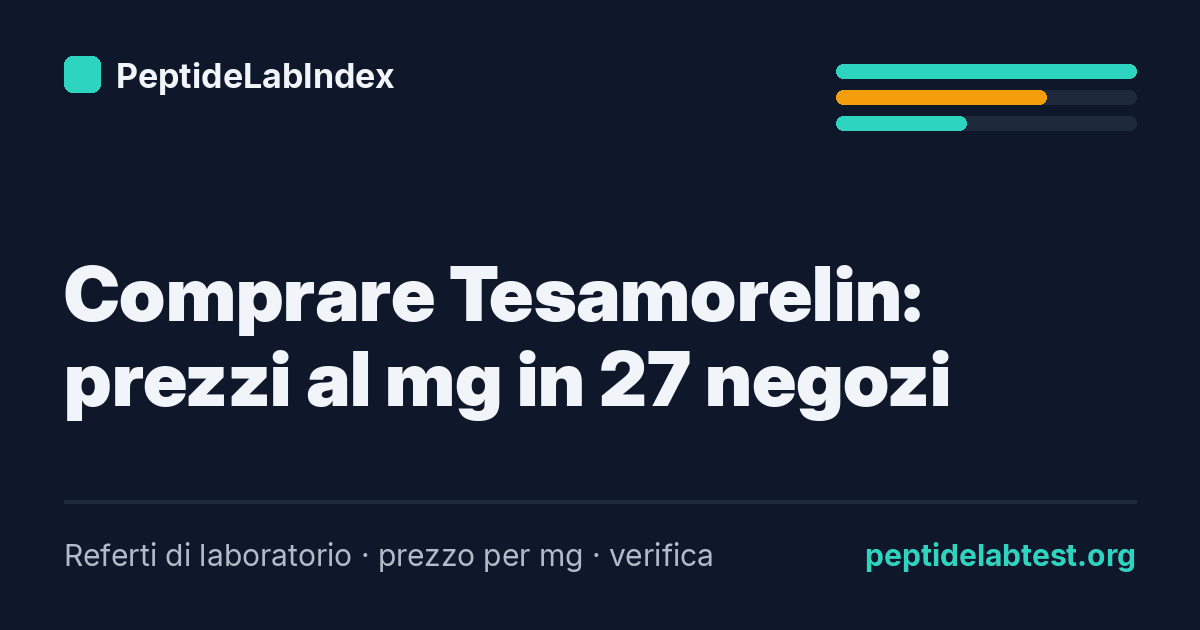 PeptideLabIndex
Comprare Tesamorelin:
prezzi al mg in 27 negozi
Referti di laboratorio · prezzo per mg · verifica
peptidelabtest.org